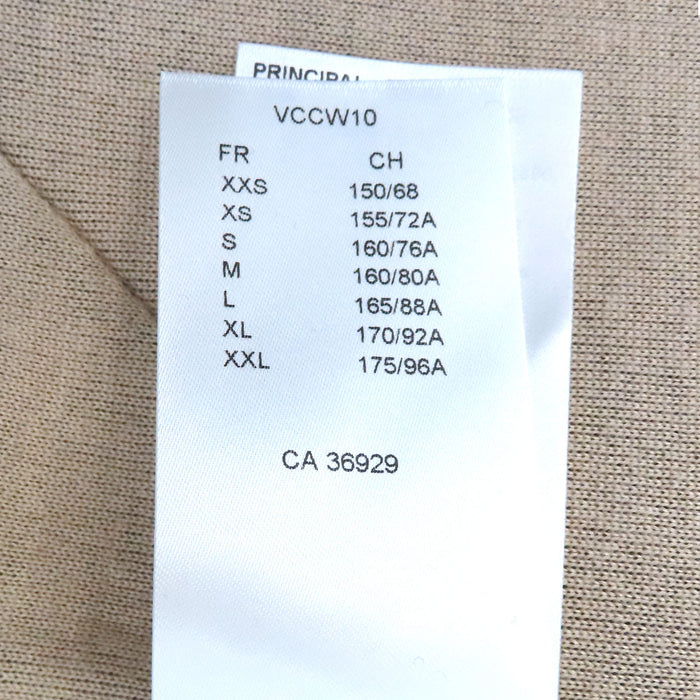 PRINCIPAL
VCCW10
FR CH
XXS 150/68
XS 155/72A
S 160/76A
M 160/80A
L 165/88A
XL 170/92A
XXL 175/96A
CA 36929